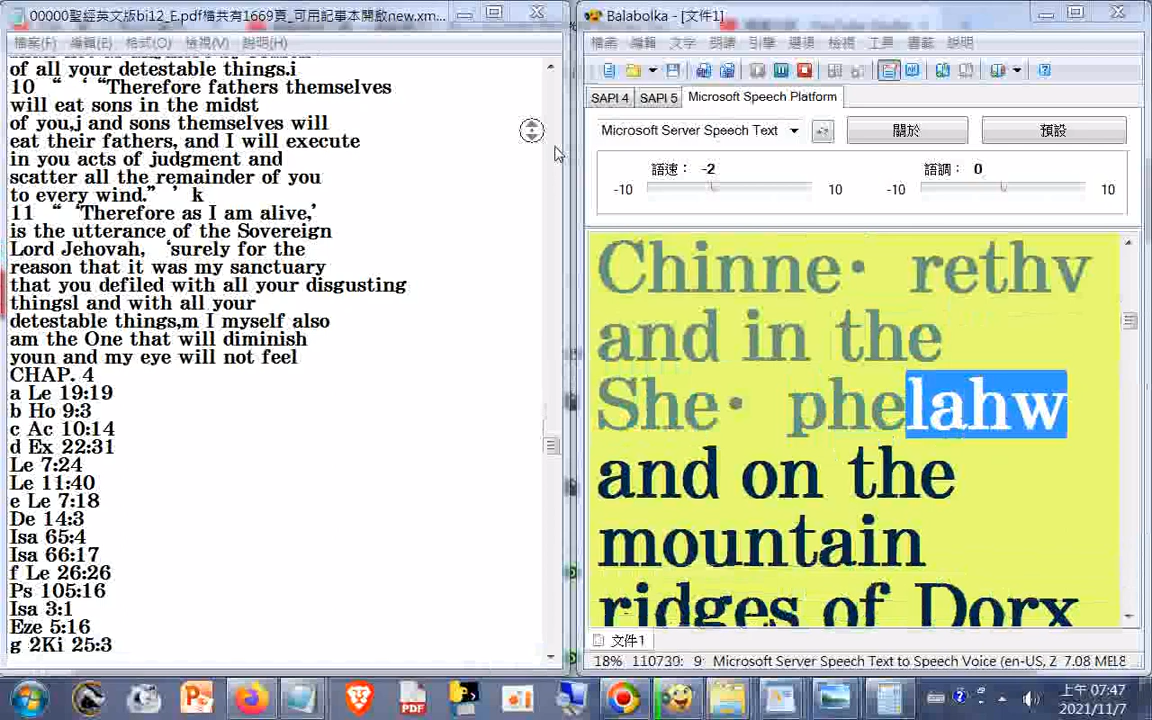 00000聖經英文版bi12_E.pdf檔共有1669頁_可用記事本開啟new.xm...
檔案(F) 編輯(E) 格式(O) 檢視(V) 說明(H)
of all your detestable things.i
10 “ ‘ “Therefore fathers themselves
will eat sons in the midst
of you,j and sons themselves will
eat their fathers, and I will execute
in you acts of judgment and
scatter all the remainder of you
to every wind.” ’ k
11 “ ‘Therefore as I am alive,’
is the utterance of the Sovereign
Lord Jehovah, ‘surely for the
reason that it was my sanctuary
that you defiled with all your disgusting
thingsl and with all your
detestable things,m I myself also
am the One that will diminish
youn and my eye will not feel
CHAP. 4
a Le 19:19
b Ho 9:3
c Ac 10:14
d Ex 22:31
Le 7:24
Le 11:40
e Le 7:18
De 14:3
Isa 65:4
Isa 66:17
f Le 26:26
Ps 105:16
Isa 3:1
Eze 5:16
g 2Ki 25:3
Balabolka - [文件1]
檔案 編輯 文字 朗讀 引擎 選項 檢視 工具 書籤 說明
SAPI 4 SAPI 5 Microsoft Speech Platform
Microsoft Server Speech Text 關於 預設
語速： -2 語調： 0
-10 10 -10 10
Chinne· rethv
and in the
She· phelahw
and on the
mountain
ridges of Dorx
文件1
18% 110739: 9 Microsoft Server Speech Text to Speech Voice (en-US, Z 7.08 MEL8
PDF
上午 07:47
2021/11/7